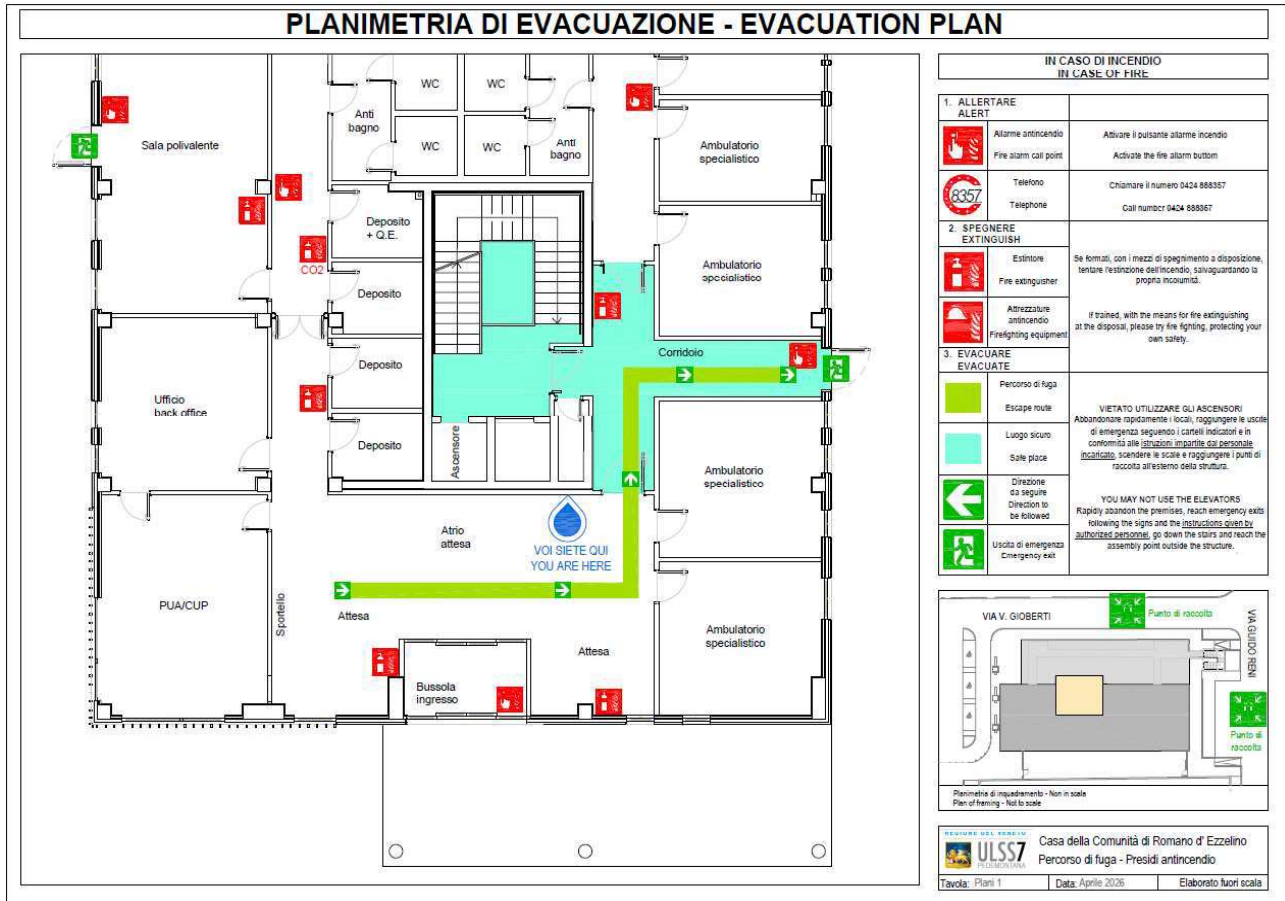 PLANIMETRIA DI EVACUAZIONE - EVACUATION PLAN
WC
WC
Anti
bagno
WC
WC
Anti
bagno
Sala polivalente
Ambulatorio
specialistico
Deposito
+ Q.E.
CO2
Deposito
Ambulatorio
specialistico
Corridoio
Deposito
Ufficio
back office
Deposito
Ascensore
Ambulatorio
specialistico
Atrio
attesa
VOI SIETE QUI
YOU ARE HERE
PUA/CUP
Sportello
Attesa
Attesa
Ambulatorio
specialistico
Bussola
ingresso
IN CASO DI INCENDIO
IN CASE OF FIRE
1. ALLERTARE
ALERT
Allarme antincendio
Fire alarm call point
Attivare il pulsante allarme incendio
Activate the fire alarm buttom
8357
Telefono
Telephone
Chiamare il numero 0424 888357
Call number 0424 888367
2. SPEGNERE
EXTINGUISH
Estintore
Fire extinguisher
Attrezzature
antincendio
Firefighting equipment
Se formati, con i mezzi di spegnimento a disposizione,
tentare l'estinzione dell'incendio, salvaguardando la
propria incolumità.
If trained, with the means for fire extinguishing
at the disposal, please try fire fighting, protecting your
own safety.
3. EVACUARE
EVACUATE
Percorso di fuga
Escape route
Luogo sicuro
Safe place
Direzione
da seguire
Direction to
be followed
Uscita di emergenza
Emergency exit
VIETATO UTILIZZARE GLI ASCENSORI
Abbandonare rapidamente i locali, raggiungere le uscite
di emergenza seguendo i cartelli indicatori e in
conformità alle istruzioni impartite dal personale
incaricato, scendere le scale e raggiungere i punti di
raccolta all'esterno della struttura.
YOU MAY NOT USE THE ELEVATORS
Rapidly abandon the premises, reach emergency exits
following the signs and the instructions given by
authorized personnel, go down the stairs and reach the
assembly point outside the structure.
VIA V. GIOBERTI
Punto di raccolta
VIA GUIDO RENI
Punto di
raccolta
Planimetria di inquadramento - Non in scala
Plan of framing - Not to scale
REGIONE DEL VENETO
ULSS7
PEDEMONTANA
Casa della Comunità di Romano d' Ezzelino
Percorso di fuga - Presidi antincendio
Tavola: Plani 1
Data: Aprile 2026
Elaborato fuori scala